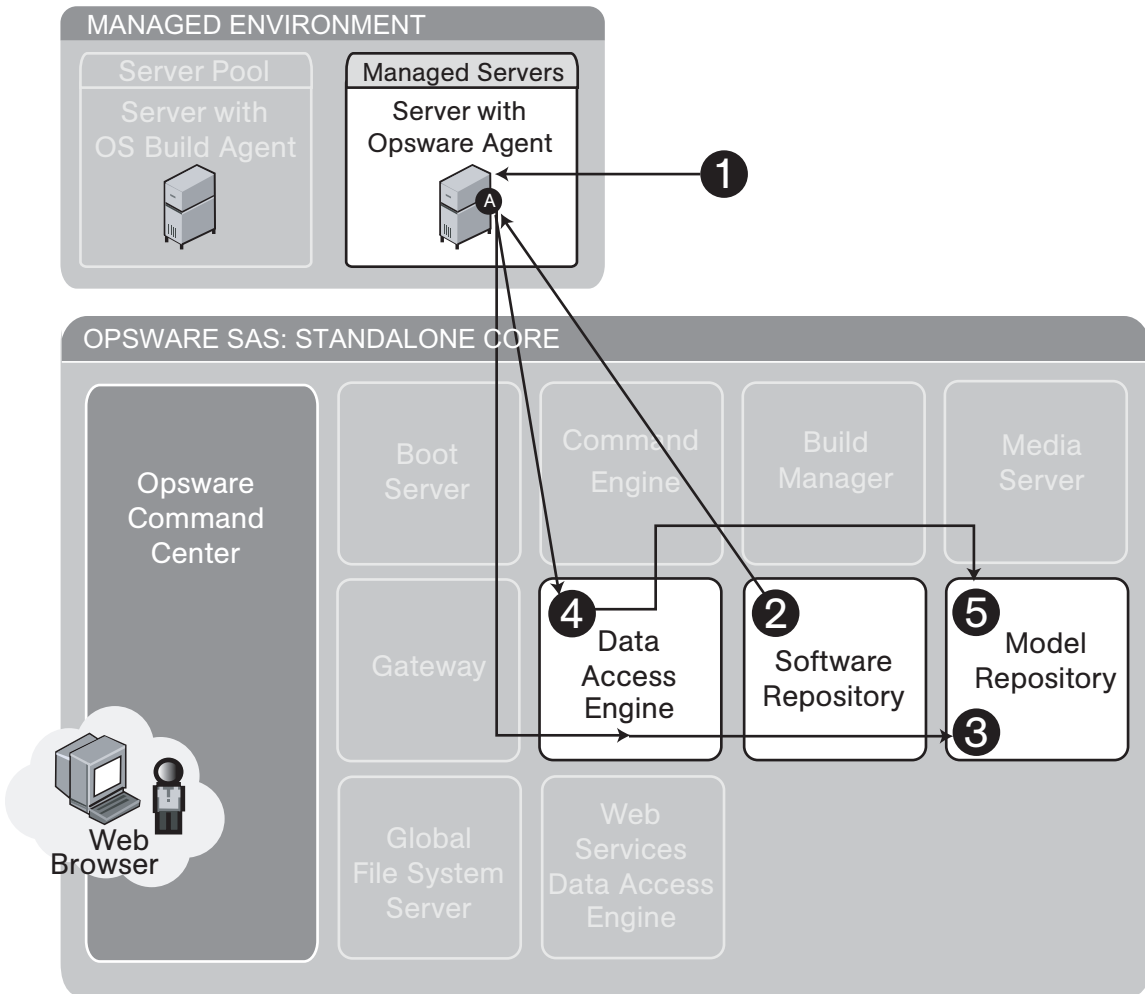 MANAGED ENVIRONMENT
Server Pool
Server with
OS Build Agent
Managed Servers
Server with
Opsware Agent
A
1
OPSWARE SAS: STANDALONE CORE
Opsware
Command
Center
Boot
Server
Command
Engine
Build
Manager
Media
Server
Gateway
4
Data
Access
Engine
2
Software
Repository
5
Model
Repository
3
Web
Browser
Global
File System
Server
Web
Services
Data Access
Engine